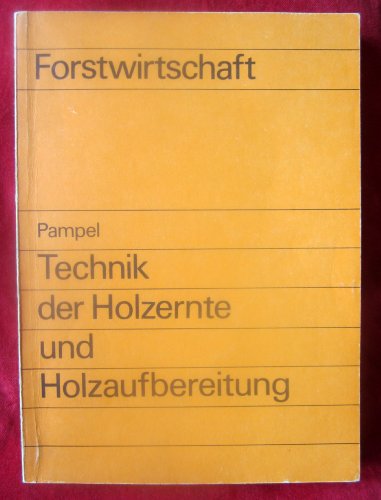 Forstwirtschaft
Pampel
Technik
der Holzernte
und
Holzaufbereitung